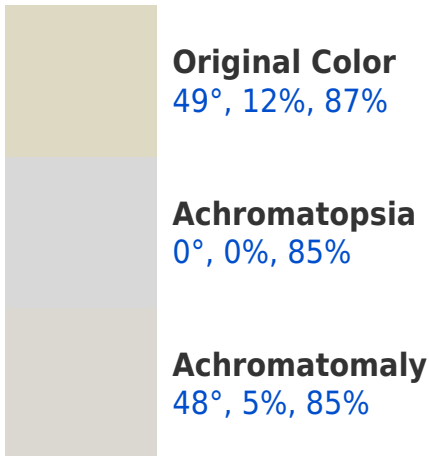 Original Color
49°, 12%, 87%
Achromatopsia
0°, 0%, 85%
Achromatomaly
48°, 5%, 85%